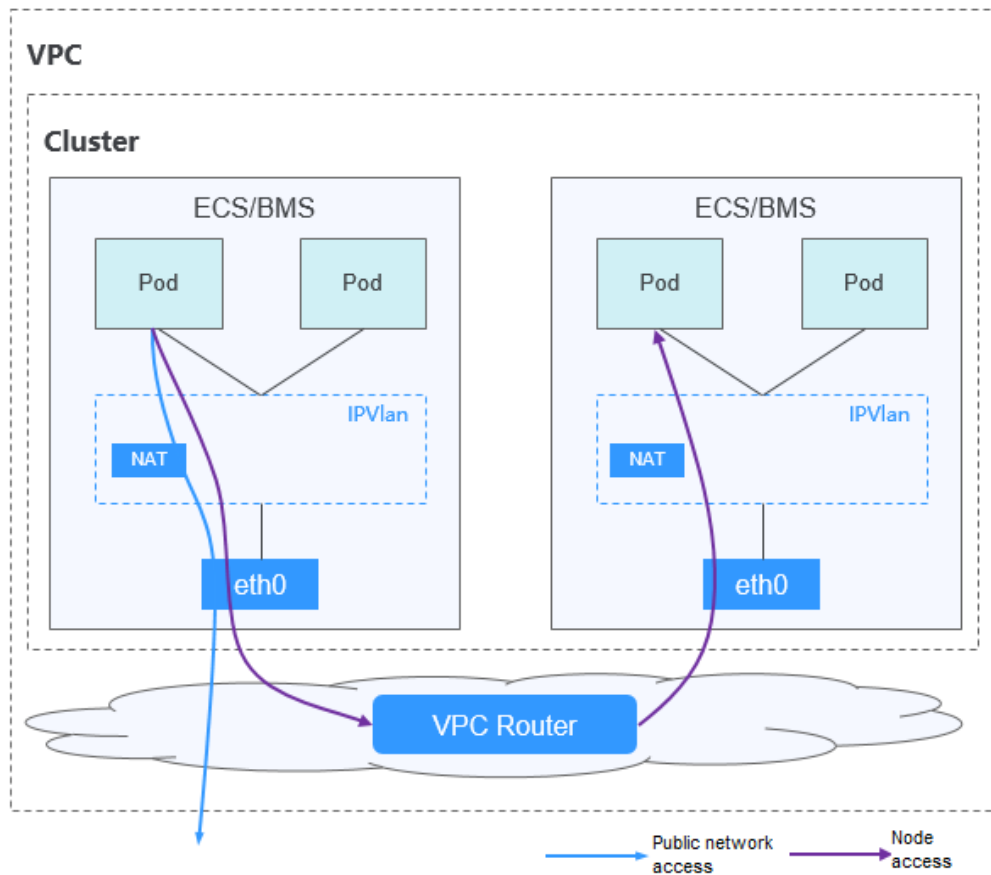 VPC
Cluster
ECS/BMS
ECS/BMS
Pod
Pod
Pod
Pod
IPVlan
IPVlan
NAT
NAT
eth0
eth0
VPC Router
Public network
access
Node
access